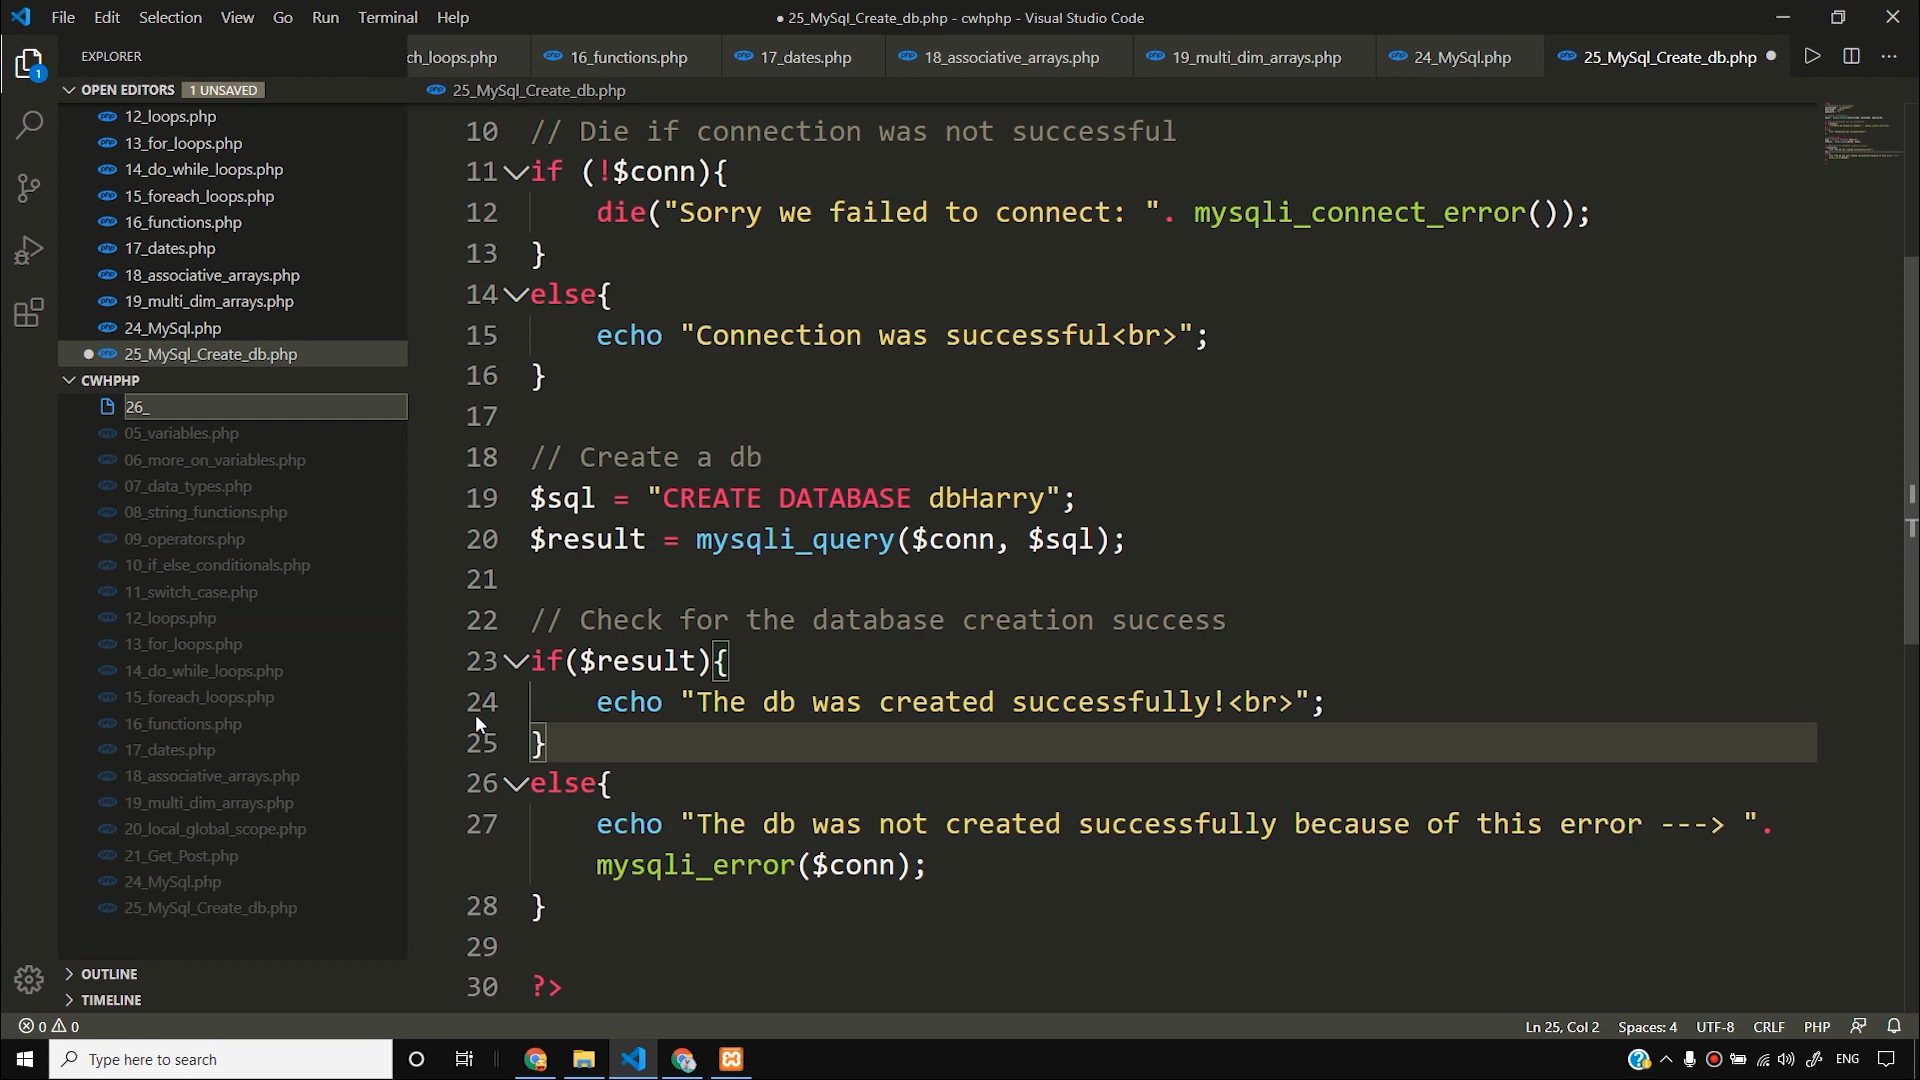 File Edit Selection View Go Run Terminal Help
● 25_MySql_Create_db.php - cwhphp - Visual Studio Code
EXPLORER
ch_loops.php
16_functions.php
17_dates.php
18_associative_arrays.php
19_multi_dim_arrays.php
24_MySql.php
25_MySql_Create_db.php
OPEN EDITORS 1 UNSAVED
12_loops.php
13_for_loops.php
14_do_while_loops.php
15_foreach_loops.php
16_functions.php
17_dates.php
18_associative_arrays.php
19_multi_dim_arrays.php
24_MySql.php
25_MySql_Create_db.php
CWHPHP
26_
05_variables.php
06_more_on_variables.php
07_data_types.php
08_string_functions.php
09_operators.php
10_if_else_conditionals.php
11_switch_case.php
12_loops.php
13_for_loops.php
14_do_while_loops.php
15_foreach_loops.php
16_functions.php
17_dates.php
18_associative_arrays.php
19_multi_dim_arrays.php
20_local_global_scope.php
21_Get_Post.php
24_MySql.php
25_MySql_Create_db.php
OUTLINE
TIMELINE
25_MySql_Create_db.php
10 // Die if connection was not successful
11 if (!$conn){
12 die("Sorry we failed to connect: ". mysqli_connect_error());
13 }
14 else{
15 echo "Connection was successful<br>";
16 }
17
18 // Create a db
19 $sql = "CREATE DATABASE dbHarry";
20 $result = mysqli_query($conn, $sql);
21
22 // Check for the database creation success
23 if($result){
24 echo "The db was created successfully!<br>";
25 }
26 else{
27 echo "The db was not created successfully because of this error ---> ".
mysqli_error($conn);
28 }
29
30 ?>
0 0
Ln 25, Col 2 Spaces: 4 UTF-8 CRLF PHP
Type here to search
ENG